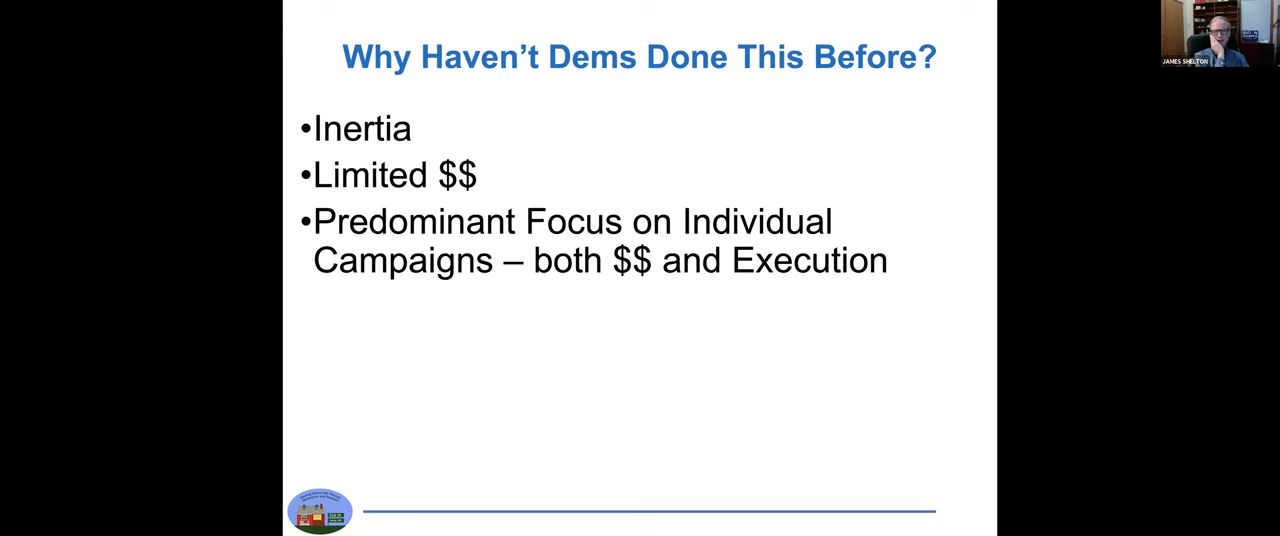 Why Haven't Dems Done This Before?
•Inertia
•Limited $$
•Predominant Focus on Individual
Campaigns – both $$ and Execution
JAMES SHELTON